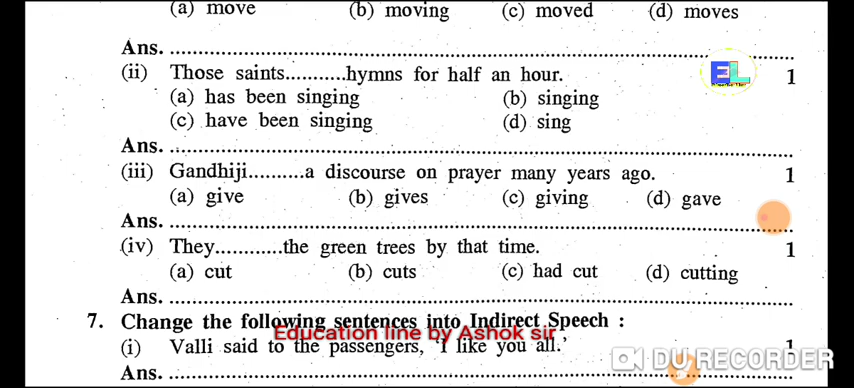 (a) move (b) moving (c) moved (d) moves
Ans. ........................................................................
(ii) Those saints..........hymns for half an hour. 1
(a) has been singing (b) singing
(c) have been singing (d) sing
Ans. ........................................................................
(iii) Gandhiji..........a discourse on prayer many years ago. 1
(a) give (b) gives (c) giving (d) gave
Ans. ........................................................................
(iv) They............the green trees by that time. 1
(a) cut (b) cuts (c) had cut (d) cutting
Ans. ........................................................................
7. Change the following sentences into Indirect Speech :
Education line by Ashok sir
(i) Valli said to the passengers, 'I like you all.' 1
DU RECORDER
Ans. ........................................................................
EL